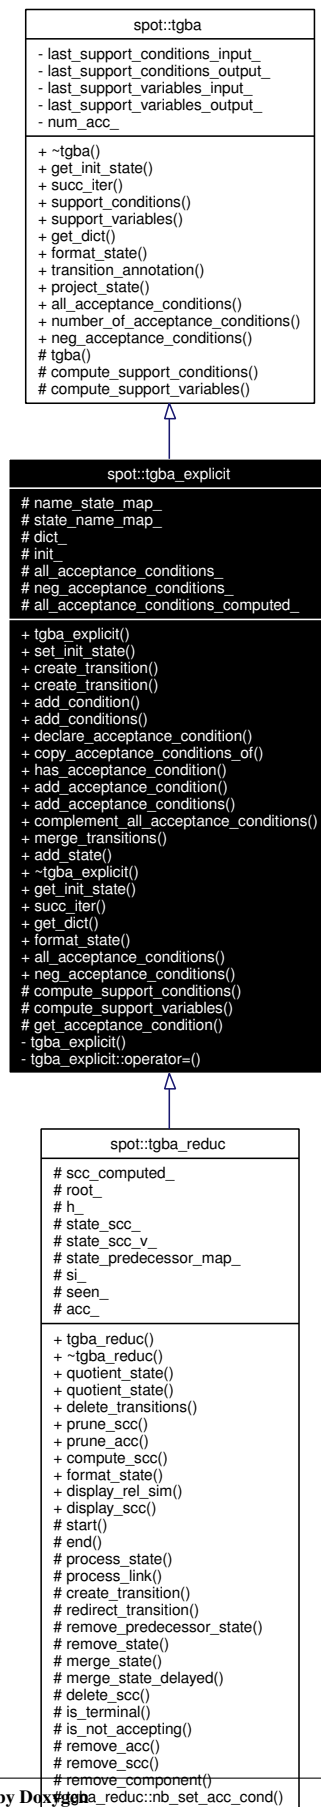 spot::tgba
- last_support_conditions_input_
- last_support_conditions_output_
- last_support_variables_input_
- last_support_variables_output_
- num_acc_
+ ~tgba()
+ get_init_state()
+ succ_iter()
+ support_conditions()
+ support_variables()
+ get_dict()
+ format_state()
+ transition_annotation()
+ project_state()
+ all_acceptance_conditions()
+ number_of_acceptance_conditions()
+ neg_acceptance_conditions()
# tgba()
# compute_support_conditions()
# compute_support_variables()
spot::tgba_explicit
# name_state_map_
# state_name_map_
# dict_
# init_
# all_acceptance_conditions_
# neg_acceptance_conditions_
# all_acceptance_conditions_computed_
+ tgba_explicit()
+ set_init_state()
+ create_transition()
+ create_transition()
+ add_condition()
+ add_conditions()
+ declare_acceptance_condition()
+ copy_acceptance_conditions_of()
+ has_acceptance_condition()
+ add_acceptance_condition()
+ add_acceptance_conditions()
+ complement_all_acceptance_conditions()
+ merge_transitions()
+ add_state()
+ ~tgba_explicit()
+ get_init_state()
+ succ_iter()
+ get_dict()
+ format_state()
+ all_acceptance_conditions()
+ neg_acceptance_conditions()
# compute_support_conditions()
# compute_support_variables()
# get_acceptance_condition()
- tgba_explicit()
- tgba_explicit::operator=()
spot::tgba_reduc
# scc_computed_
# root_
# h_
# state_scc_
# state_scc_v_
# state_predecessor_map_
# si_
# seen_
# acc_
+ tgba_reduc()
+ ~tgba_reduc()
+ quotient_state()
+ quotient_state()
+ delete_transitions()
+ prune_scc()
+ prune_acc()
+ compute_scc()
+ format_state()
+ display_rel_sim()
+ display_scc()
# start()
# end()
# process_state()
# process_link()
# create_transition()
# redirect_transition()
# remove_predecessor_state()
# remove_state()
# merge_state()
# merge_state_delayed()
# delete_scc()
# is_terminal()
# is_not_accepting()
# remove_acc()
# remove_scc()
# remove_component()
# tgba_reduc::nb_set_acc_cond()
by Doxygen